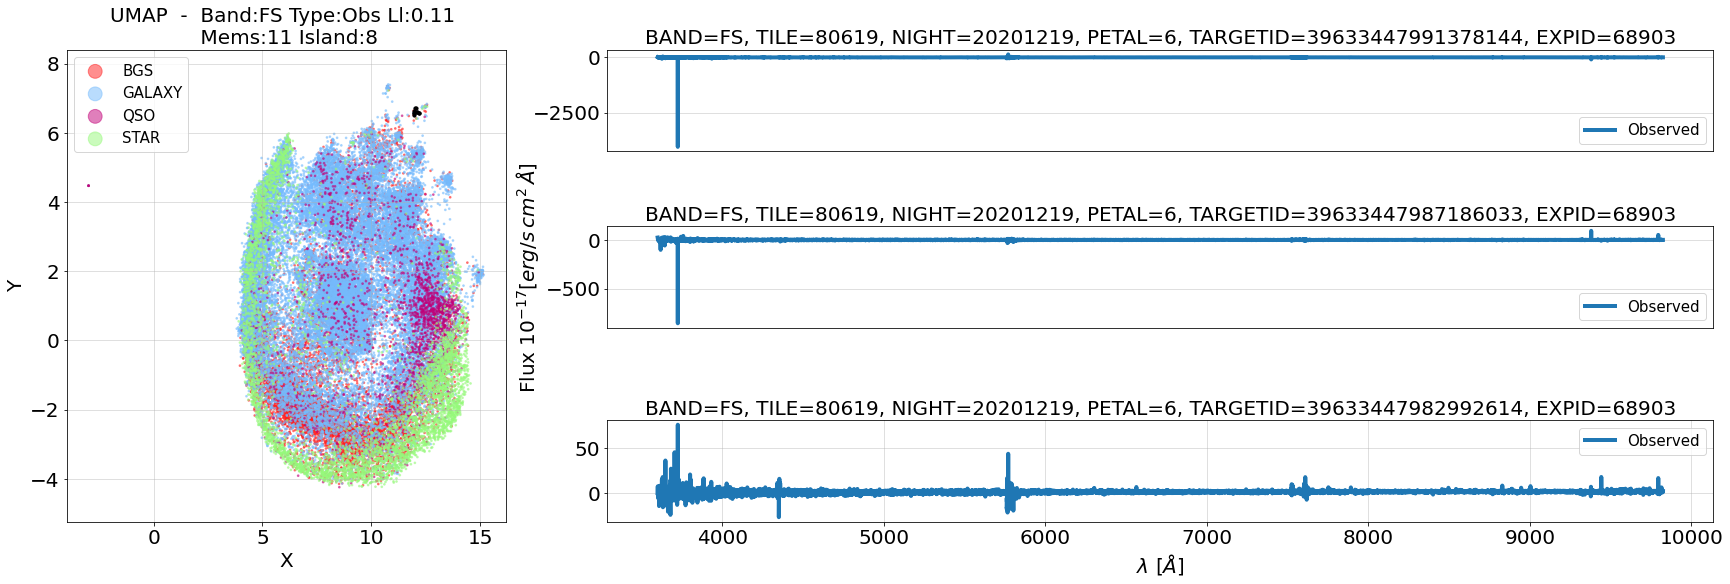 UMAP - Band:FS Type:Obs Ll:0.11
Mems:11 Island:8
BGS
GALAXY
QSO
STAR
8
6
4
2
0
−2
−4
0
5
10
15
X
Y
BAND=FS, TILE=80619, NIGHT=20201219, PETAL=6, TARGETID=39633447991378144, EXPID=68903
0
−2500
Observed
BAND=FS, TILE=80619, NIGHT=20201219, PETAL=6, TARGETID=39633447987186033, EXPID=68903
0
−500
Observed
Flux 10⁻¹⁷[erg/s cm² Å]
BAND=FS, TILE=80619, NIGHT=20201219, PETAL=6, TARGETID=39633447982992614, EXPID=68903
50
0
Observed
4000
5000
6000
7000
8000
9000
10000
λ [Å]